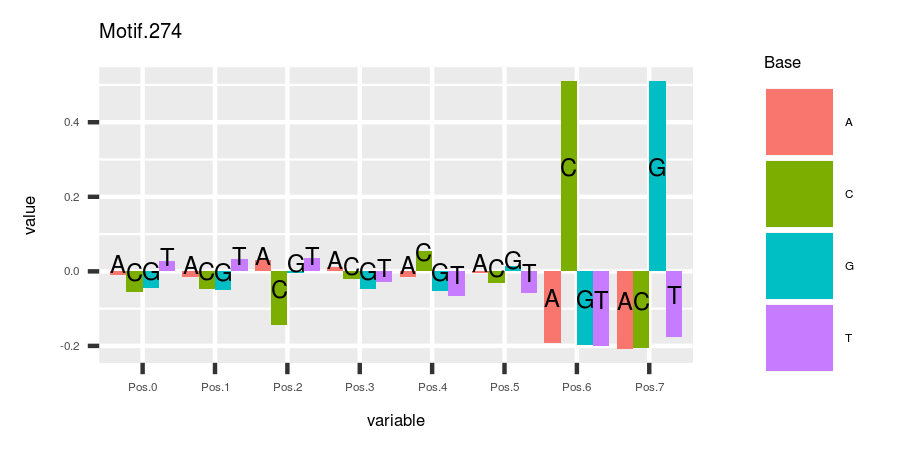 Motif.274
Base
A
C
G
T
value
0.4
0.2
0.0
-0.2
A C G T A C G T A C G T A C G T A C G T A C G T A C G T A C G T
Pos.0 Pos.1 Pos.2 Pos.3 Pos.4 Pos.5 Pos.6 Pos.7
variable